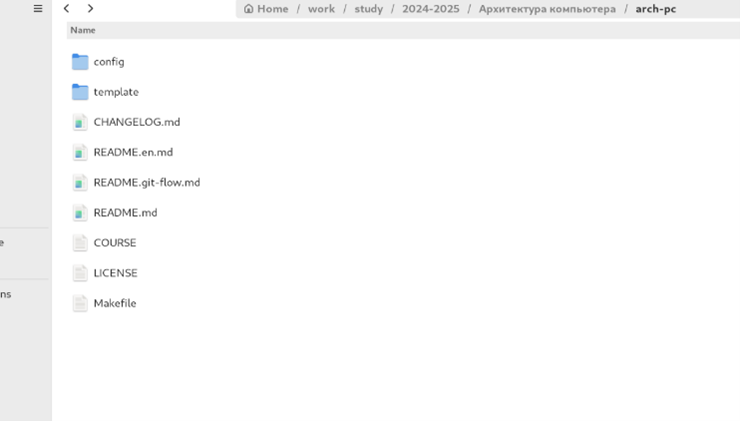 Home / work / study / 2024-2025 / Архитектура компьютера / arch-pc
Name
config
template
CHANGELOG.md
README.en.md
README.git-flow.md
README.md
e
COURSE
LICENSE
ns
Makefile